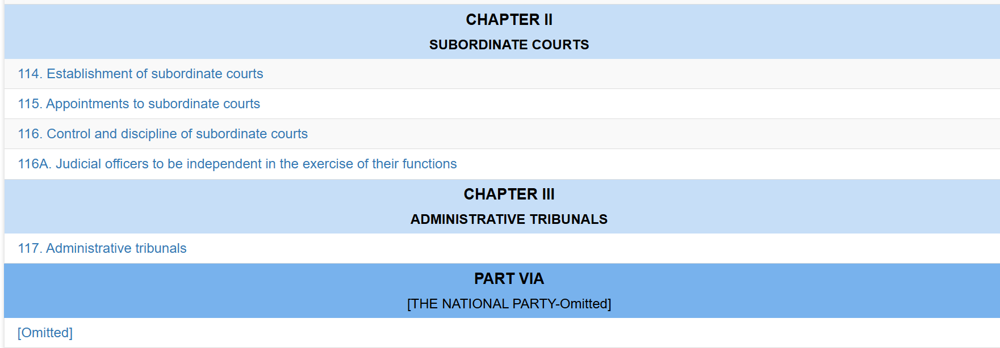 CHAPTER II
SUBORDINATE COURTS
114. Establishment of subordinate courts
115. Appointments to subordinate courts
116. Control and discipline of subordinate courts
116A. Judicial officers to be independent in the exercise of their functions
CHAPTER III
ADMINISTRATIVE TRIBUNALS
117. Administrative tribunals
PART VIA
[THE NATIONAL PARTY-Omitted]
[Omitted]